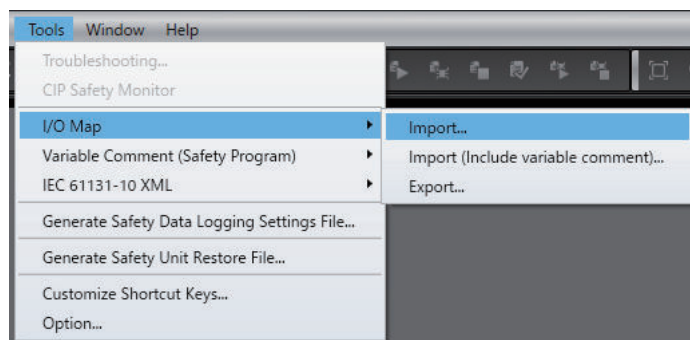 Tools Window Help
Troubleshooting...
CIP Safety Monitor
I/O Map
Import...
Variable Comment (Safety Program)
Import (Include variable comment)...
IEC 61131-10 XML
Export...
Generate Safety Data Logging Settings File...
Generate Safety Unit Restore File...
Customize Shortcut Keys...
Option...